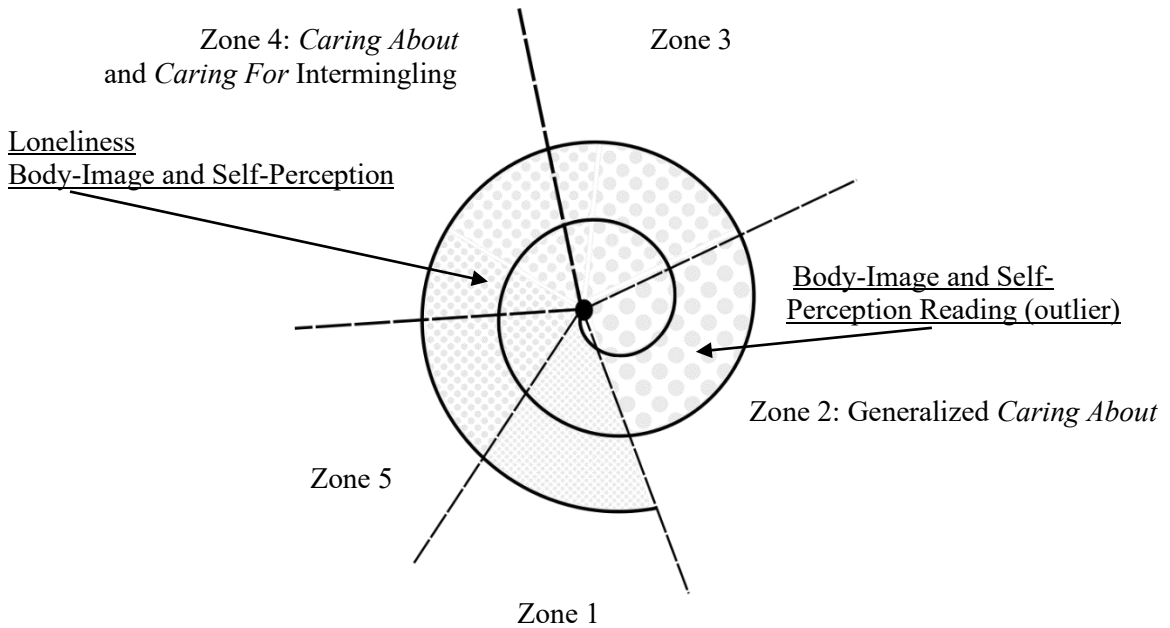 Zone 4: Caring About
and Caring For Intermingling
Zone 3
Loneliness
Body-Image and Self-Perception
Body-Image and Self-
Perception Reading (outlier)
Zone 2: Generalized Caring About
Zone 5
Zone 1